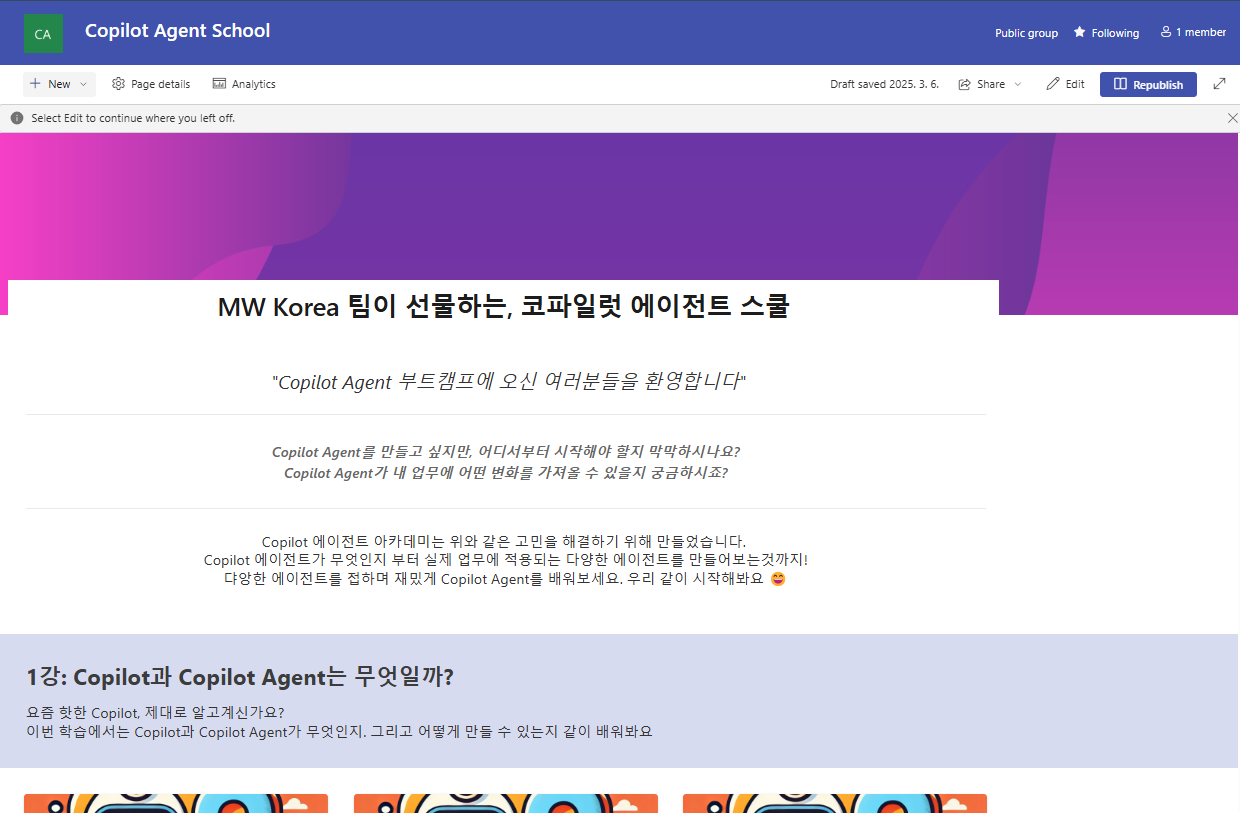 CA
Copilot Agent School
Public group
Following
1 member
New
Page details
Analytics
Draft saved 2025. 3. 6.
Share
Edit
Republish
Select Edit to continue where you left off.
MW Korea 팀이 선물하는, 코파일럿 에이전트 스쿨
"Copilot Agent 부트캠프에 오신 여러분들을 환영합니다"
Copilot Agent를 만들고 싶지만, 어디서부터 시작해야 할지 막막하시나요?
Copilot Agent가 내 업무에 어떤 변화를 가져올 수 있을지 궁금하시죠?
Copilot 에이전트 아카데미는 위와 같은 고민을 해결하기 위해 만들었습니다.
Copilot 에이전트가 무엇인지 부터 실제 업무에 적용되는 다양한 에이전트를 만들어보는것까지!
댜앙한 에이전트를 접하며 재밌게 Copilot Agent를 배워보세요. 우리 같이 시작해봐요 😄
1강: Copilot과 Copilot Agent는 무엇일까?
요즘 핫한 Copilot, 제대로 알고계신가요?
이번 학습에서는 Copilot과 Copilot Agent가 무엇인지. 그리고 어떻게 만들 수 있는지 같이 배워봐요